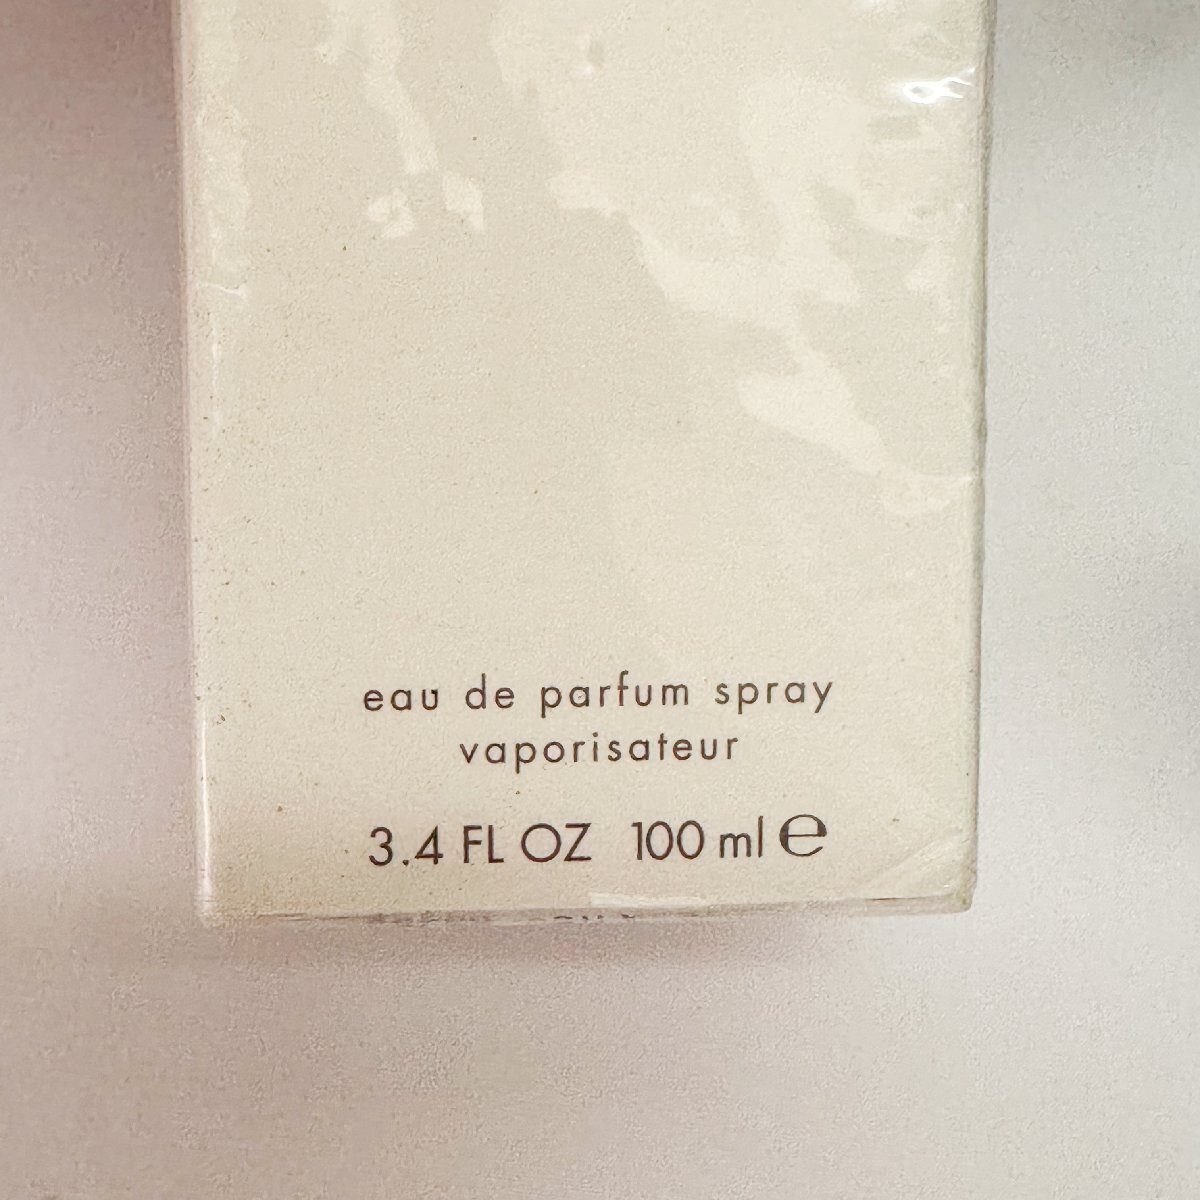 eau de parfum spray
vaporisateur
3.4 FL OZ 100 ml ℮